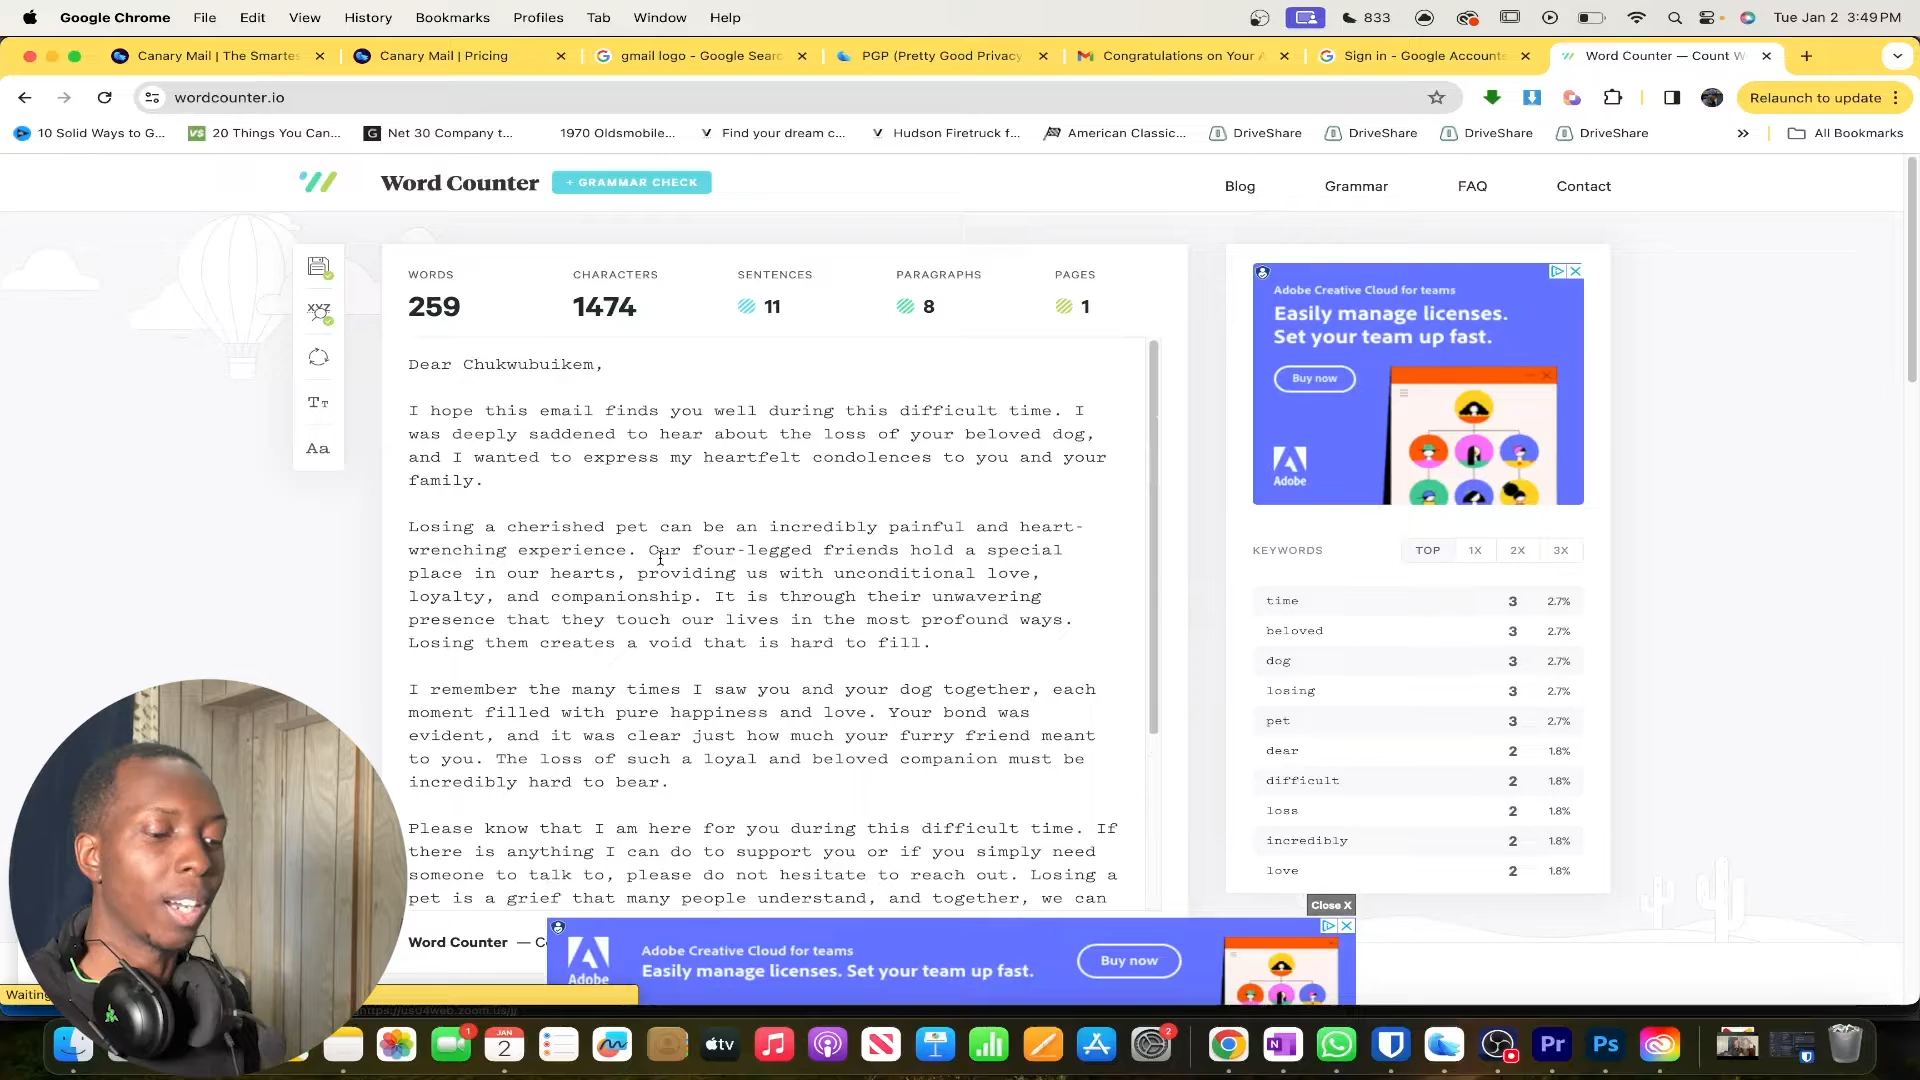 Google Chrome File Edit View History Bookmarks Profiles Tab Window Help 833 Tue Jan 2 3:49 PM
Canary Mail | The Smartes Canary Mail | Pricing gmail logo - Google Searc PGP (Pretty Good Privacy Congratulations on Your A Sign in - Google Accounts Word Counter — Count W
wordcounter.io Relaunch to update
10 Solid Ways to G... 20 Things You Can... Net 30 Company t... 1970 Oldsmobile... Find your dream c... Hudson Firetruck f... American Classic... DriveShare DriveShare DriveShare DriveShare All Bookmarks
Word Counter + GRAMMAR CHECK Blog Grammar FAQ Contact
WORDS CHARACTERS SENTENCES PARAGRAPHS PAGES
259 1474 11 8 1
Dear Chukwubuikem,
I hope this email finds you well during this difficult time. I
was deeply saddened to hear about the loss of your beloved dog,
and I wanted to express my heartfelt condolences to you and your
family.
Losing a cherished pet can be an incredibly painful and heart-
wrenching experience. Our four-legged friends hold a special
place in our hearts, providing us with unconditional love,
loyalty, and companionship. It is through their unwavering
presence that they touch our lives in the most profound ways.
Losing them creates a void that is hard to fill.
I remember the many times I saw you and your dog together, each
moment filled with pure happiness and love. Your bond was
evident, and it was clear just how much your furry friend meant
to you. The loss of such a loyal and beloved companion must be
incredibly hard to bear.
Please know that I am here for you during this difficult time. If
there is anything I can do to support you or if you simply need
someone to talk to, please do not hesitate to reach out. Losing a
pet is a grief that many people understand, and together, we can
Word Counter — Co
XYZ
Tt
Aa
Adobe Creative Cloud for teams
Easily manage licenses.
Set your team up fast.
Buy now
Adobe
KEYWORDS TOP 1X 2X 3X
time 3 2.7%
beloved 3 2.7%
dog 3 2.7%
losing 3 2.7%
pet 3 2.7%
dear 2 1.8%
difficult 2 1.8%
loss 2 1.8%
incredibly 2 1.8%
love 2 1.8%
Close X
Adobe
Adobe Creative Cloud for teams
Easily manage licenses. Set your team up fast.
Buy now
Waiting
JAN
2
1
tv
N
2
N
Pr
Ps